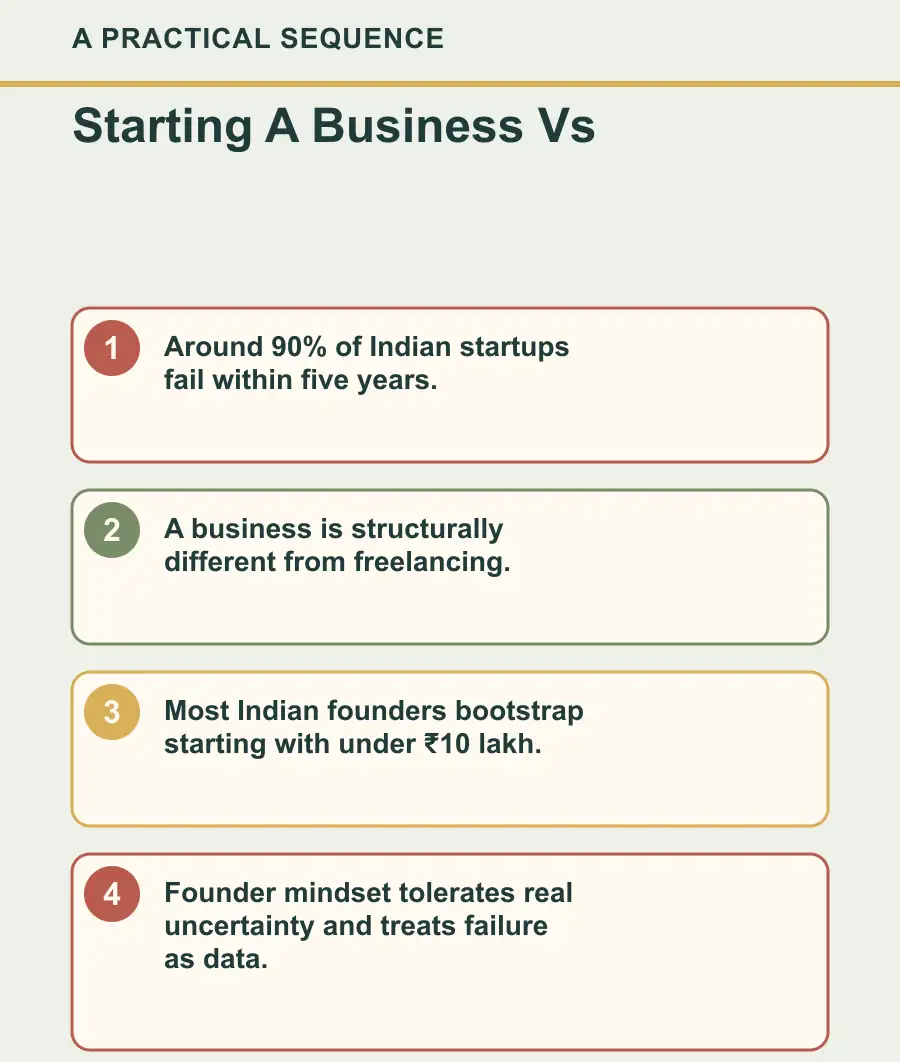 A PRACTICAL SEQUENCE
Starting A Business Vs
1
Around 90% of Indian startups
fail within five years.
2
A business is structurally
different from freelancing.
3
Most Indian founders bootstrap
starting with under ₹10 lakh.
4
Founder mindset tolerates real
uncertainty and treats failure
as data.